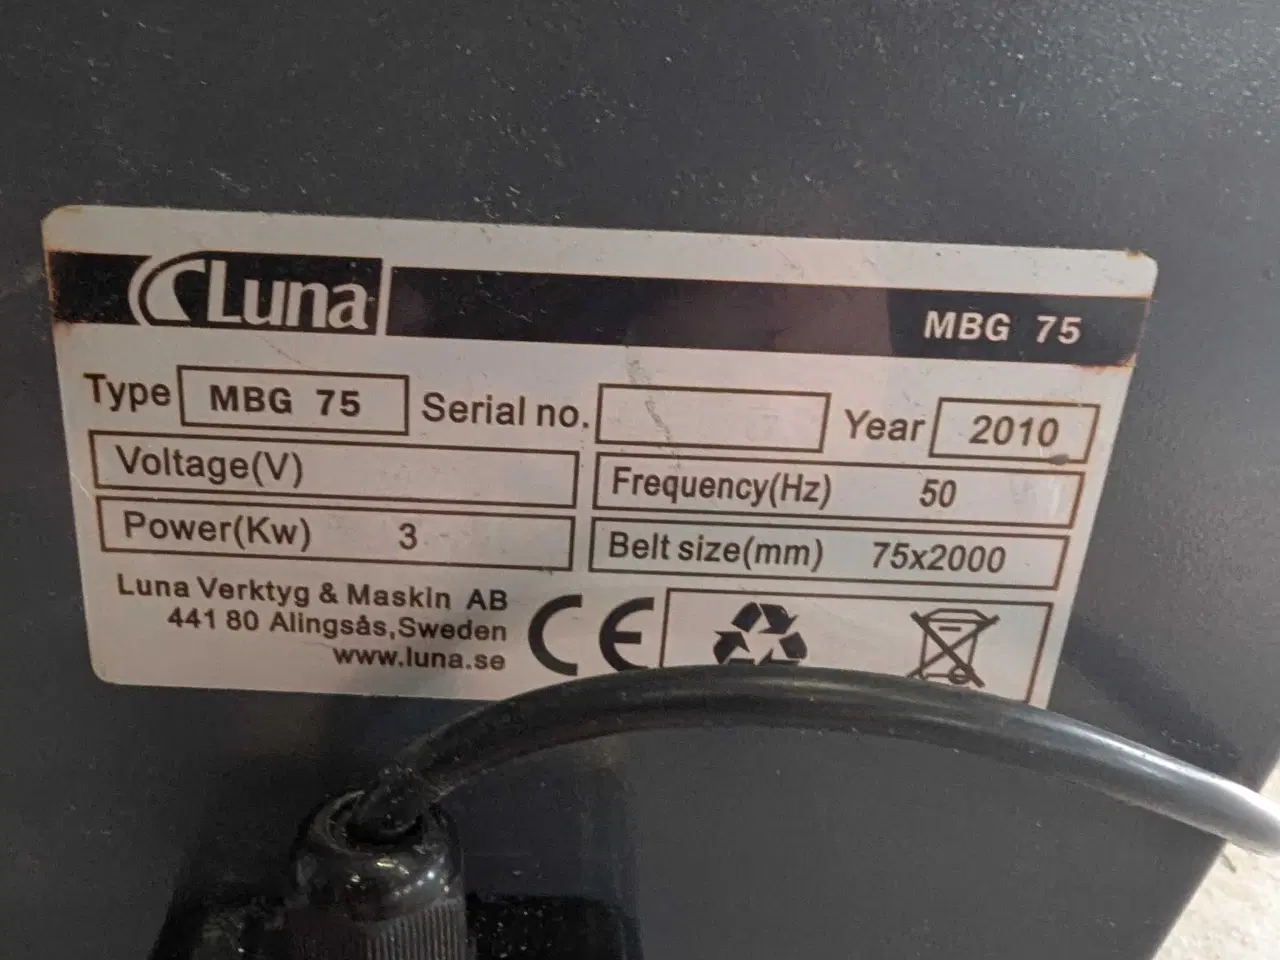 Luna MBG 75
Type MBG 75 Serial no. Year 2010
Voltage(V) Frequency(Hz) 50
Power(Kw) 3 Belt size(mm) 75x2000
Luna Verktyg & Maskin AB
441 80 Alingsås,Sweden
www.luna.se
CE